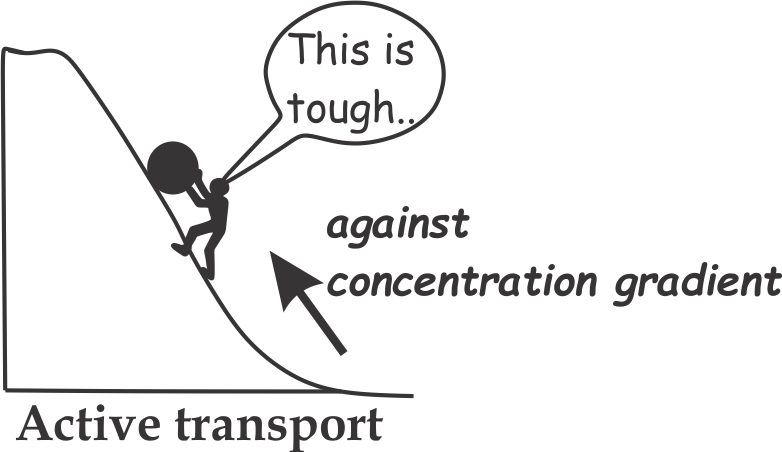 This is
tough..
against
concentration gradient
Active transport